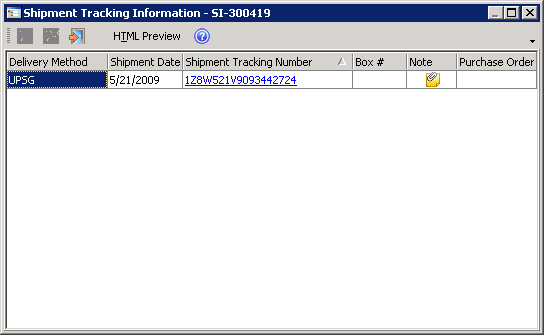 Shipment Tracking Information - SI-300419
HTML Preview
Delivery Method Shipment Date Shipment Tracking Number Box # Note Purchase Order
UPSG 5/21/2009 1Z8W521V9093442724